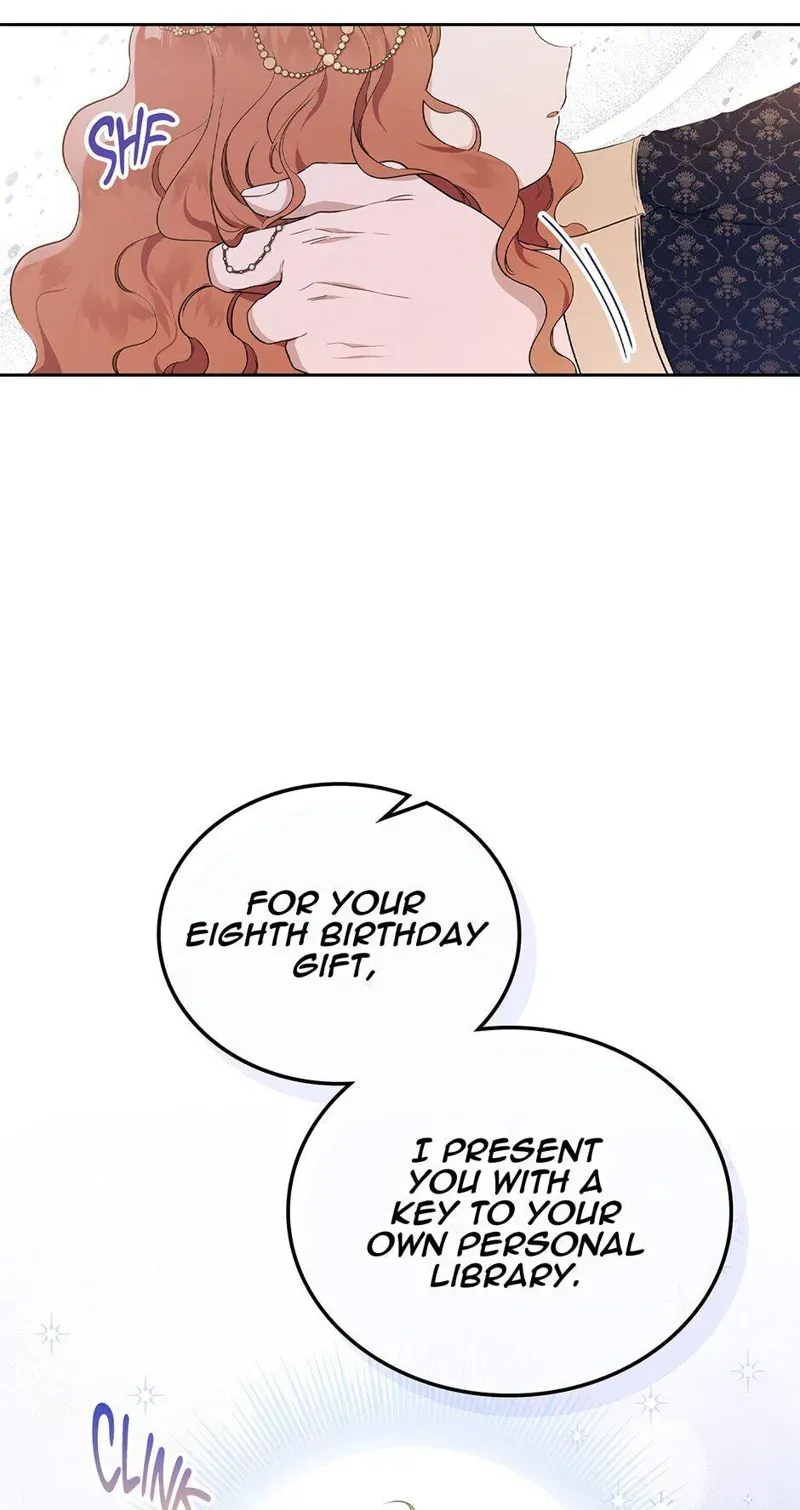 SHF
FOR YOUR
EIGHTH BIRTHDAY
GIFT,
I PRESENT
YOU WITH A
KEY TO YOUR
OWN PERSONAL
LIBRARY.
CLINK